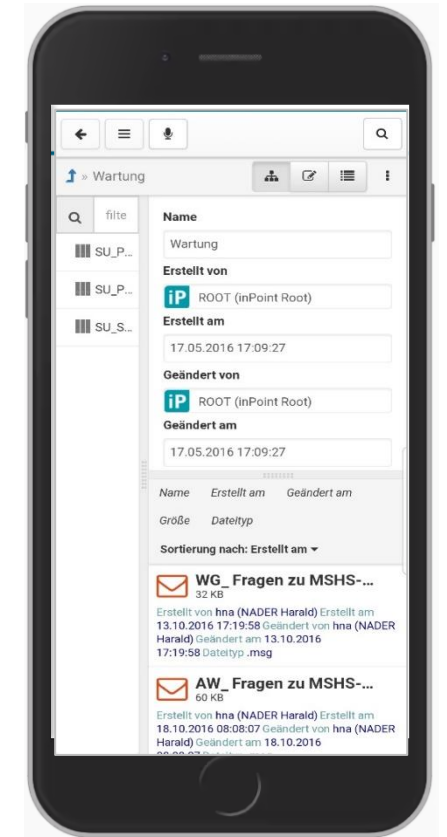 » Wartung
filte
SU_P...
SU_P...
SU_S...
Name
Wartung
Erstellt von
iP ROOT (inPoint Root)
Erstellt am
17.05.2016 17:09:27
Geändert von
iP ROOT (inPoint Root)
Geändert am
17.05.2016 17:09:27
Name Erstellt am Geändert am
Größe Dateityp
Sortierung nach: Erstellt am
WG_ Fragen zu MSHS-...
32 KB
Erstellt von hna (NADER Harald) Erstellt am
13.10.2016 17:19:58 Geändert von hna (NADER
Harald) Geändert am 13.10.2016
17:19:58 Dateityp .msg
AW_ Fragen zu MSHS-...
60 KB
Erstellt von hna (NADER Harald) Erstellt am
18.10.2016 08:08:07 Geändert von hna (NADER
Harald) Geändert am 18.10.2016